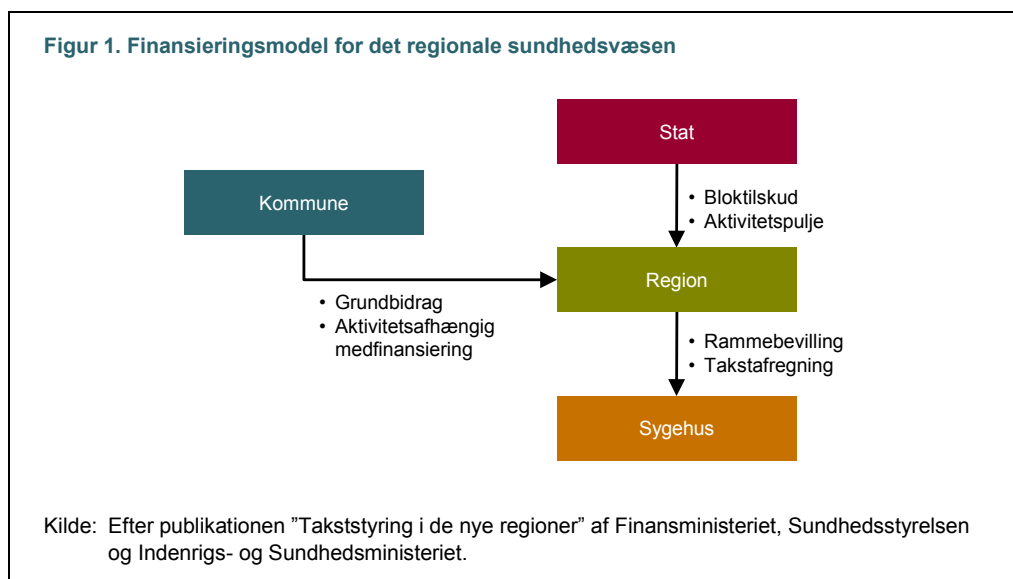 Figur 1. Finansieringsmodel for det regionale sundhedsvæsen
Stat
• Bloktilskud
• Aktivitetspulje
Kommune
Region
• Grundbidrag
• Aktivitetsafhængig
medfinansiering
• Rammebevilling
• Takstafregning
Sygehus
Kilde: Efter publikationen ”Takststyring i de nye regioner” af Finansministeriet, Sundhedsstyrelsen
og Indenrigs- og Sundhedsministeriet.